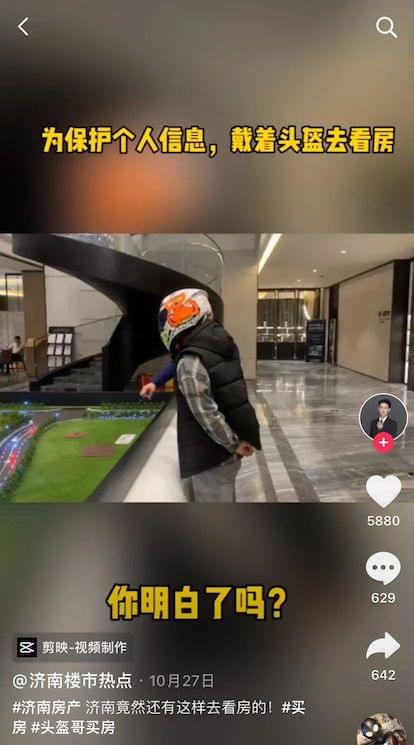 为保护个人信息，戴着头盔去看房
5880
你明白了吗？
629
剪映-视频制作
642
@济南楼市热点 · 10月27日
#济南房产 济南竟然还有这样去看房的！#买
房 #头盔哥买房